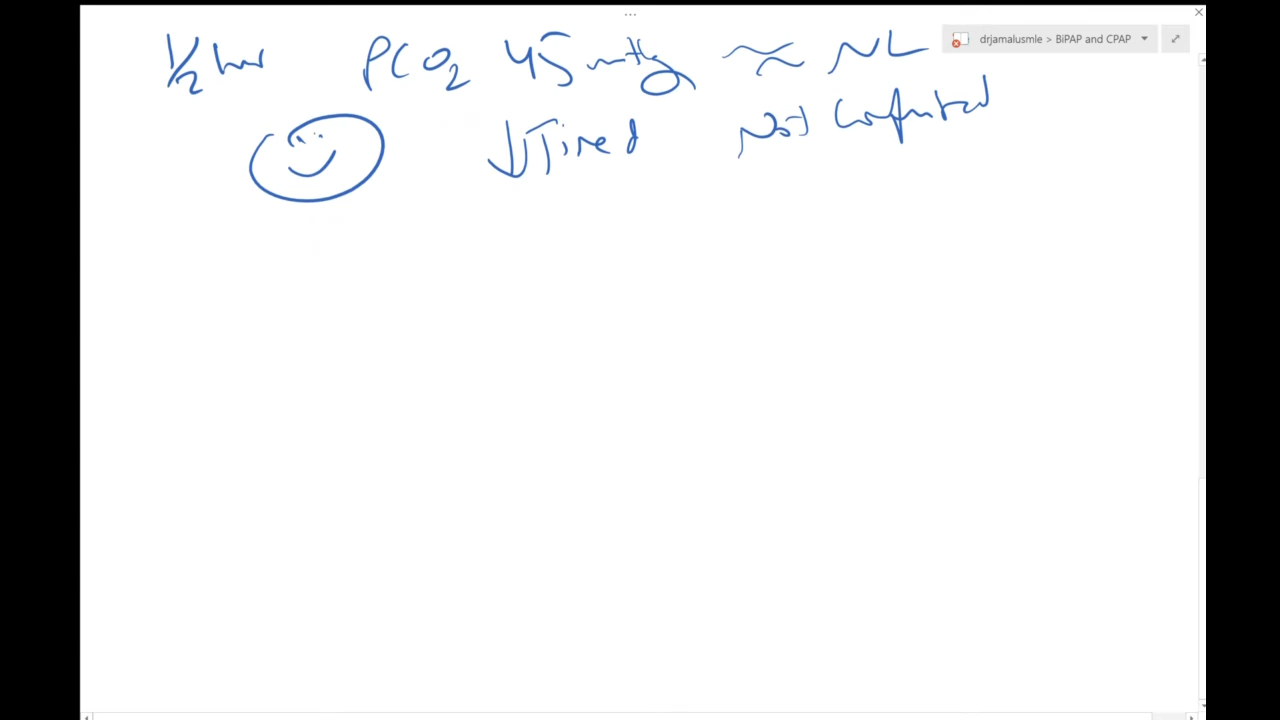 drjamalusmle > BiPAP and CPAP
1/2 hr PCO2 45 mmHg ≈ NL
↓ Tired Not Confused